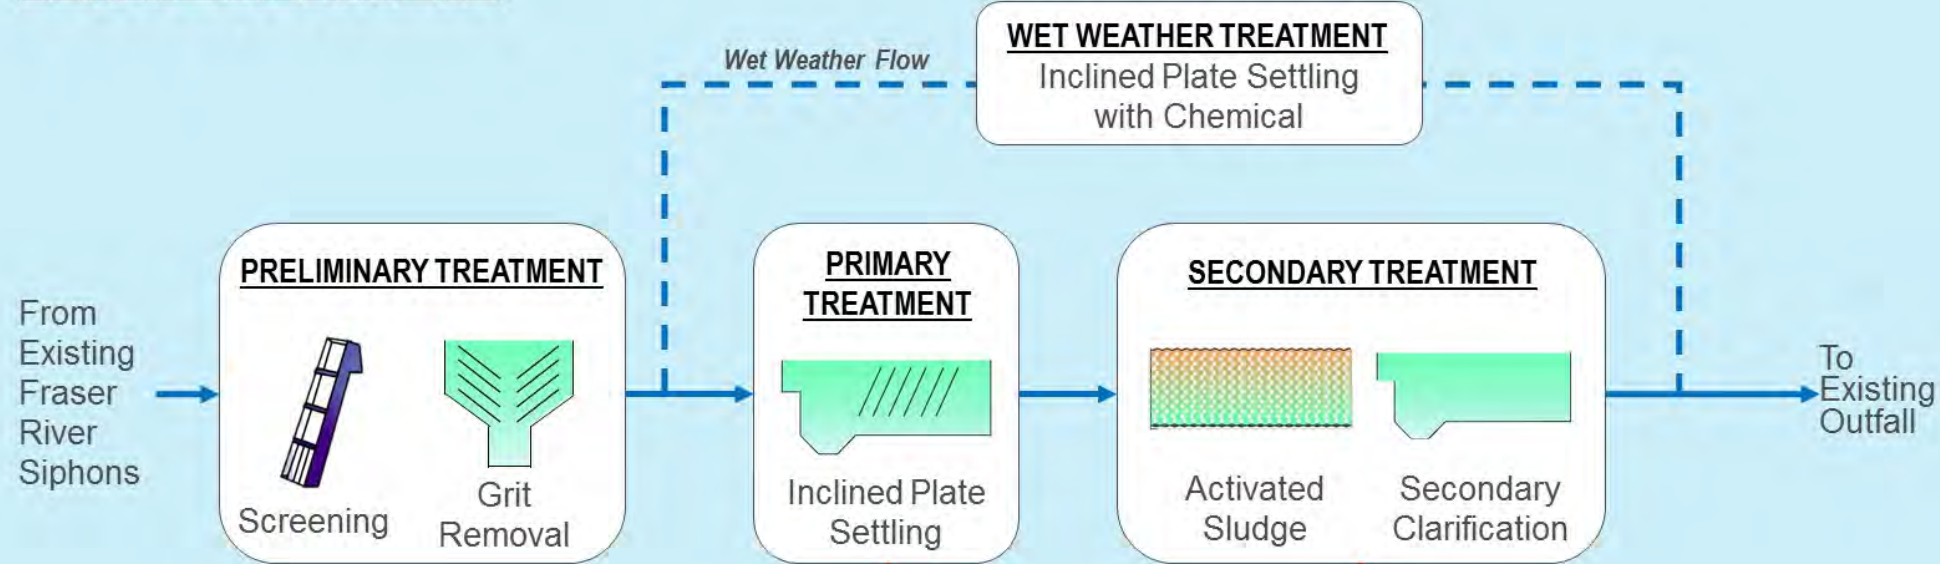 WET WEATHER TREATMENT
Inclined Plate Settling
with Chemical
Wet Weather Flow
From
Existing
Fraser
River
Siphons
PRELIMINARY TREATMENT
Screening
Grit
Removal
PRIMARY
TREATMENT
Inclined Plate
Settling
SECONDARY TREATMENT
Activated
Sludge
Secondary
Clarification
To
Existing
Outfall